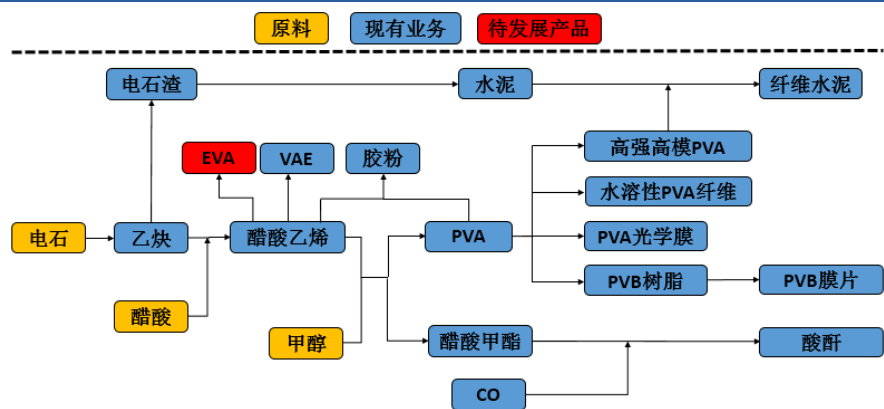 原料
现有业务
待发展产品
电石渣
水泥
纤维水泥
EVA
VAE
胶粉
高强高模PVA
水溶性PVA纤维
电石
乙炔
醋酸乙烯
PVA
PVA光学膜
PVB树脂
PVB膜片
醋酸
甲醇
醋酸甲酯
酸酐
CO